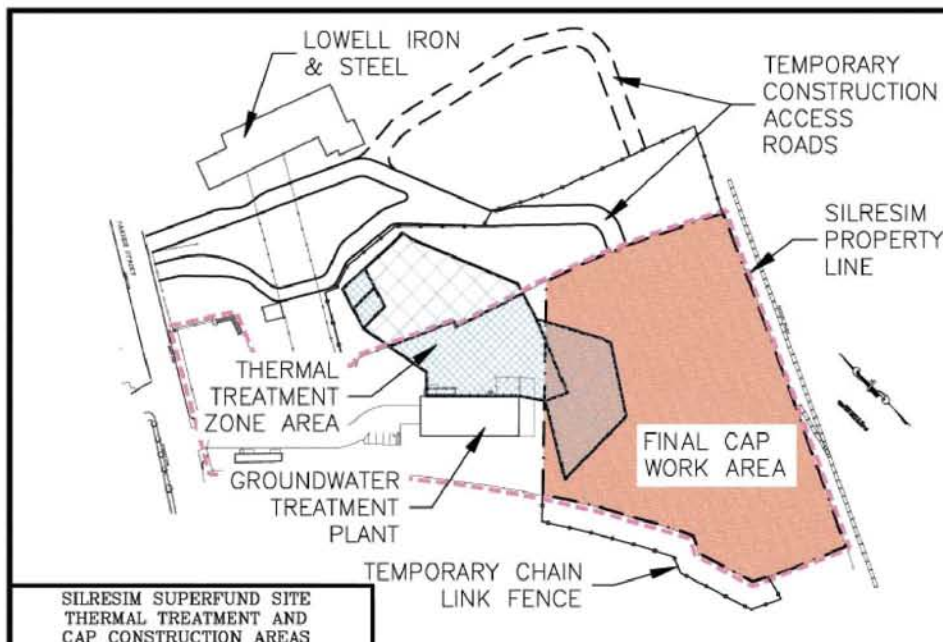 LOWELL IRON
& STEEL
TEMPORARY
CONSTRUCTION
ACCESS
ROADS
SILRESIM
PROPERTY
LINE
THERMAL
TREATMENT
ZONE AREA
FINAL CAP
WORK AREA
GROUNDWATER
TREATMENT
PLANT
TEMPORARY CHAIN
LINK FENCE
SILRESIM SUPERFUND SITE
THERMAL TREATMENT AND
CAP CONSTRUCTION AREAS